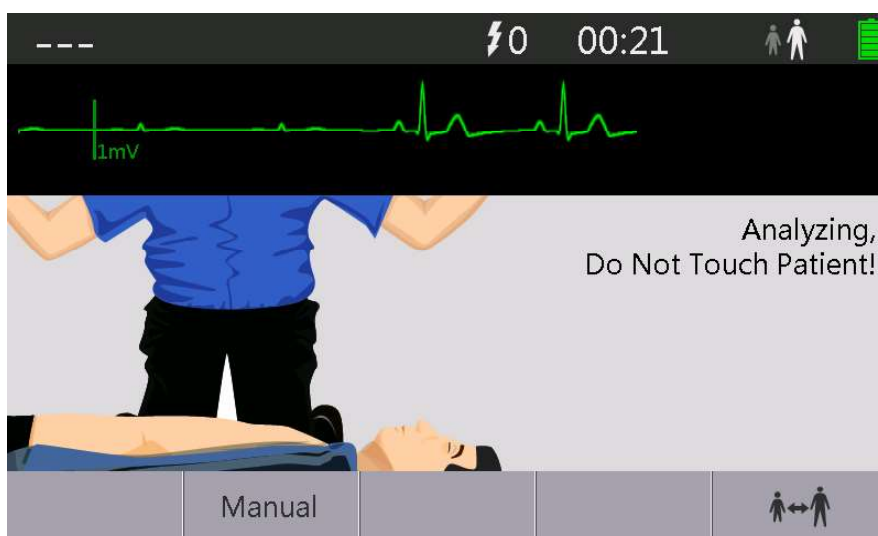 --- 0 00:21
1mV
Analyzing,
Do Not Touch Patient!
Manual